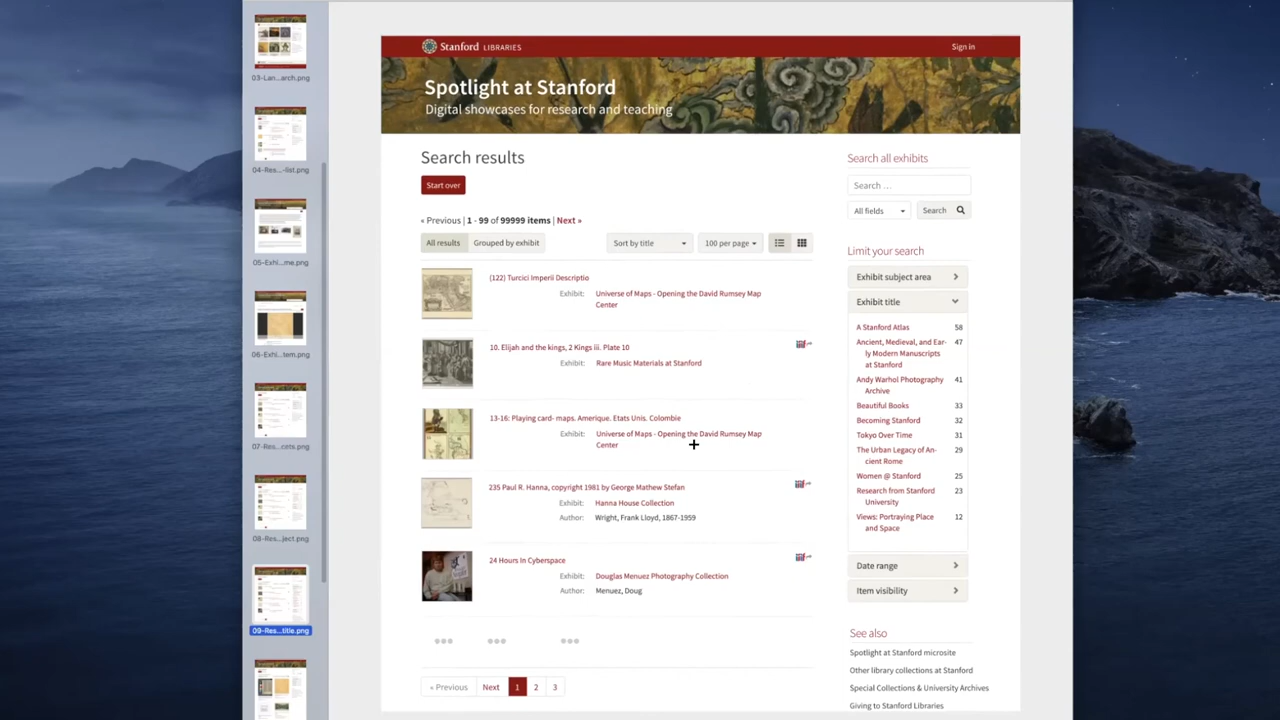 03-Lan...arch.png
04-Res...-list.png
05-Exhi...me.png
06-Exhi...tem.png
07-Res...cets.png
08-Res...ject.png
09-Res...title.png
Stanford LIBRARIES
Sign in
Spotlight at Stanford
Digital showcases for research and teaching
Search results
Start over
« Previous | 1 - 99 of 99999 items | Next »
All results
Grouped by exhibit
Sort by title
100 per page
(122) Turcici Imperii Descriptio
Exhibit: Universe of Maps - Opening the David Rumsey Map
Center
10. Elijah and the kings, 2 Kings iii. Plate 10
Exhibit: Rare Music Materials at Stanford
13-16: Playing card- maps. Amerique. Etats Unis. Colombie
Exhibit: Universe of Maps - Opening the David Rumsey Map
Center
235 Paul R. Hanna, copyright 1981 by George Mathew Stefan
Exhibit: Hanna House Collection
Author: Wright, Frank Lloyd, 1867-1959
24 Hours In Cyberspace
Exhibit: Douglas Menuez Photography Collection
Author: Menuez, Doug
« Previous Next 1 2 3
Search all exhibits
Search ...
All fields
Search
Limit your search
Exhibit subject area
Exhibit title
A Stanford Atlas 58
Ancient, Medieval, and Ear- 47
ly Modern Manuscripts
at Stanford
Andy Warhol Photography 41
Archive
Beautiful Books 33
Becoming Stanford 32
Tokyo Over Time 31
The Urban Legacy of An- 29
cient Rome
Women @ Stanford 25
Research from Stanford 23
University
Views: Portraying Place 12
and Space
Date range
Item visibility
See also
Spotlight at Stanford microsite
Other library collections at Stanford
Special Collections & University Archives
Giving to Stanford Libraries